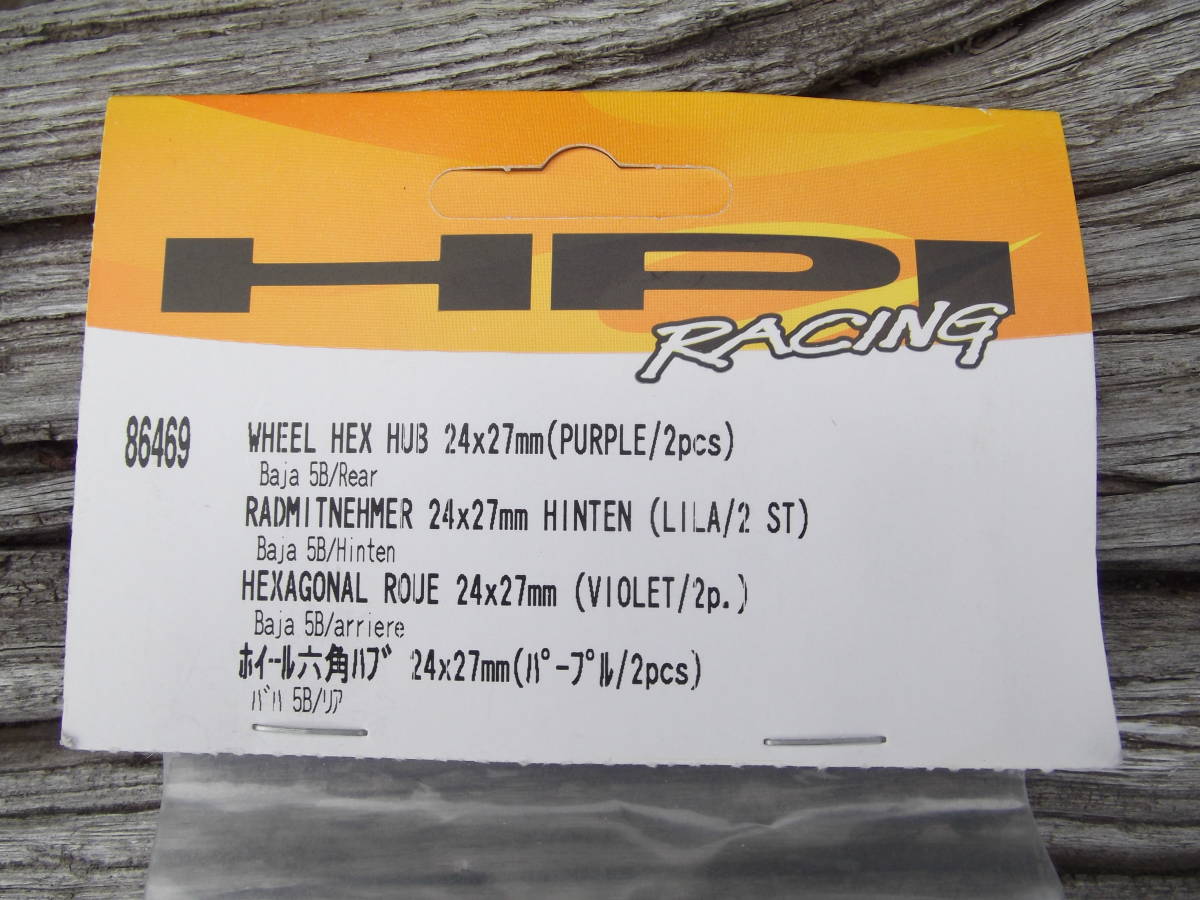 HPI
RACING
86469 WHEEL HEX HUB 24x27mm(PURPLE/2pcs)
Baja 5B/Rear
RADMITNEHMER 24x27mm HINTEN (LILA/2 ST)
Baja 5B/Hinten
HEXAGONAL ROUE 24x27mm (VIOLET/2p.)
Baja 5B/arriere
ホイール六角ハブ 24x27mm(パープル/2pcs)
バハ 5B/リア